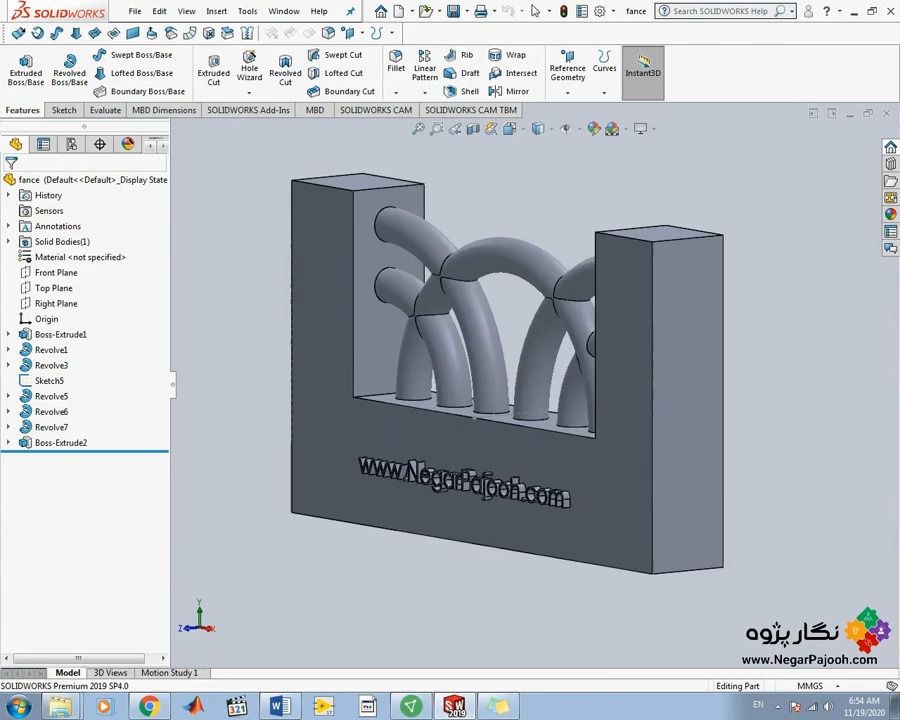 SOLIDWORKS
File Edit View Insert Tools Window Help
fance
Search SOLIDWORKS Help
Extruded Boss/Base
Revolved Boss/Base
Swept Boss/Base
Lofted Boss/Base
Boundary Boss/Base
Extruded Cut
Hole Wizard
Revolved Cut
Swept Cut
Lofted Cut
Boundary Cut
Fillet
Linear Pattern
Rib
Draft
Shell
Wrap
Intersect
Mirror
Reference Geometry
Curves
Instant3D
Features Sketch Evaluate MBD Dimensions SOLIDWORKS Add-Ins MBD SOLIDWORKS CAM SOLIDWORKS CAM TBM
fance (Default<<Default>_Display State
History
Sensors
Annotations
Solid Bodies(1)
Material <not specified>
Front Plane
Top Plane
Right Plane
Origin
Boss-Extrude1
Revolve1
Revolve3
Sketch5
Revolve5
Revolve6
Revolve7
Boss-Extrude2
www.NegarPajooh.com
Y
Z
X
نگار پژوه
www.NegarPajooh.com
Model 3D Views Motion Study 1
SOLIDWORKS Premium 2019 SP4.0
Editing Part MMGS
321
SW
2019
EN
6:54 AM
11/19/2020